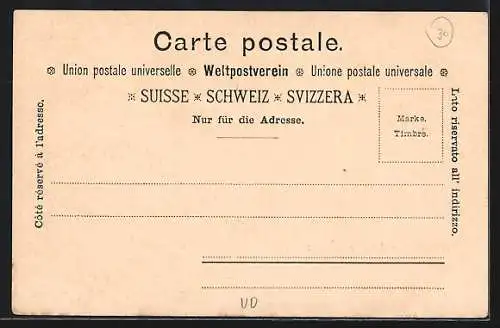 30
Carte postale.
Union postale universelle Weltpostverein Unione postale universale
SUISSE SCHWEIZ SVIZZERA
Nur für die Adresse.
Marke.
Timbre.
Côté réservé à l'adresse.
Lato riservato all' indirizzo.
VD